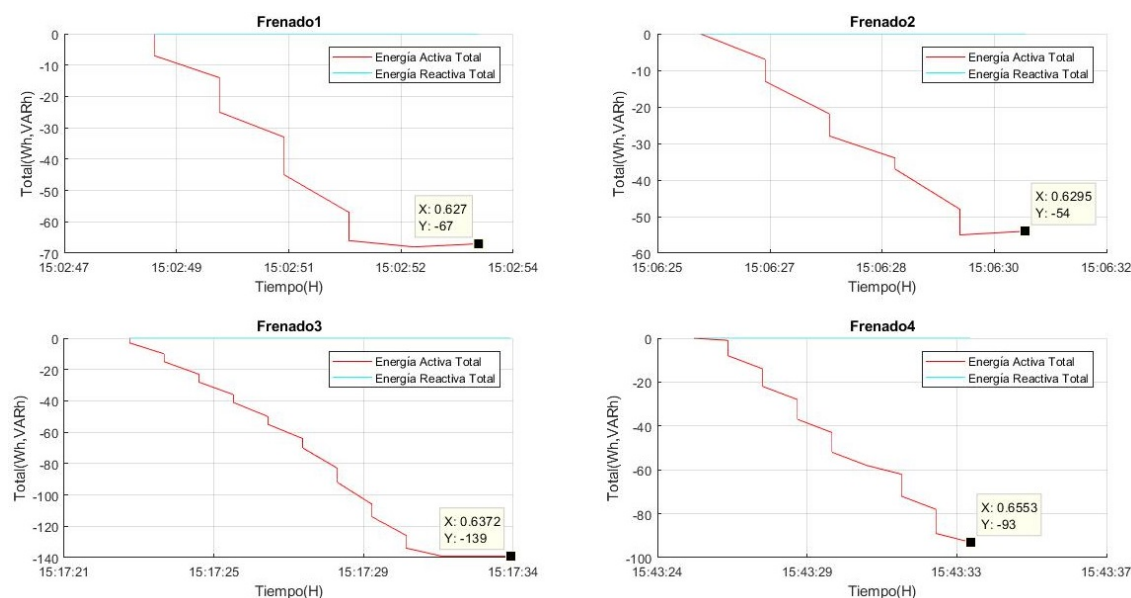 Frenado1
Total(Wh,VARh)
0
-10
-20
-30
-40
-50
-60
-70
Energía Activa Total
Energía Reactiva Total
X: 0.627
Y: -67
15:02:47
15:02:49
15:02:51
15:02:52
15:02:54
Tiempo(H)
Frenado2
Total(Wh,VARh)
0
-10
-20
-30
-40
-50
-60
Energía Activa Total
Energía Reactiva Total
X: 0.6295
Y: -54
15:06:25
15:06:27
15:06:28
15:06:30
15:06:32
Tiempo(H)
Frenado3
Total(Wh,VARh)
0
-20
-40
-60
-80
-100
-120
-140
Energía Activa Total
Energía Reactiva Total
X: 0.6372
Y: -139
15:17:21
15:17:25
15:17:29
15:17:34
Tiempo(H)
Frenado4
Total(Wh,VARh)
0
-20
-40
-60
-80
-100
Energía Activa Total
Energía Reactiva Total
X: 0.6553
Y: -93
15:43:24
15:43:29
15:43:33
15:43:37
Tiempo(H)